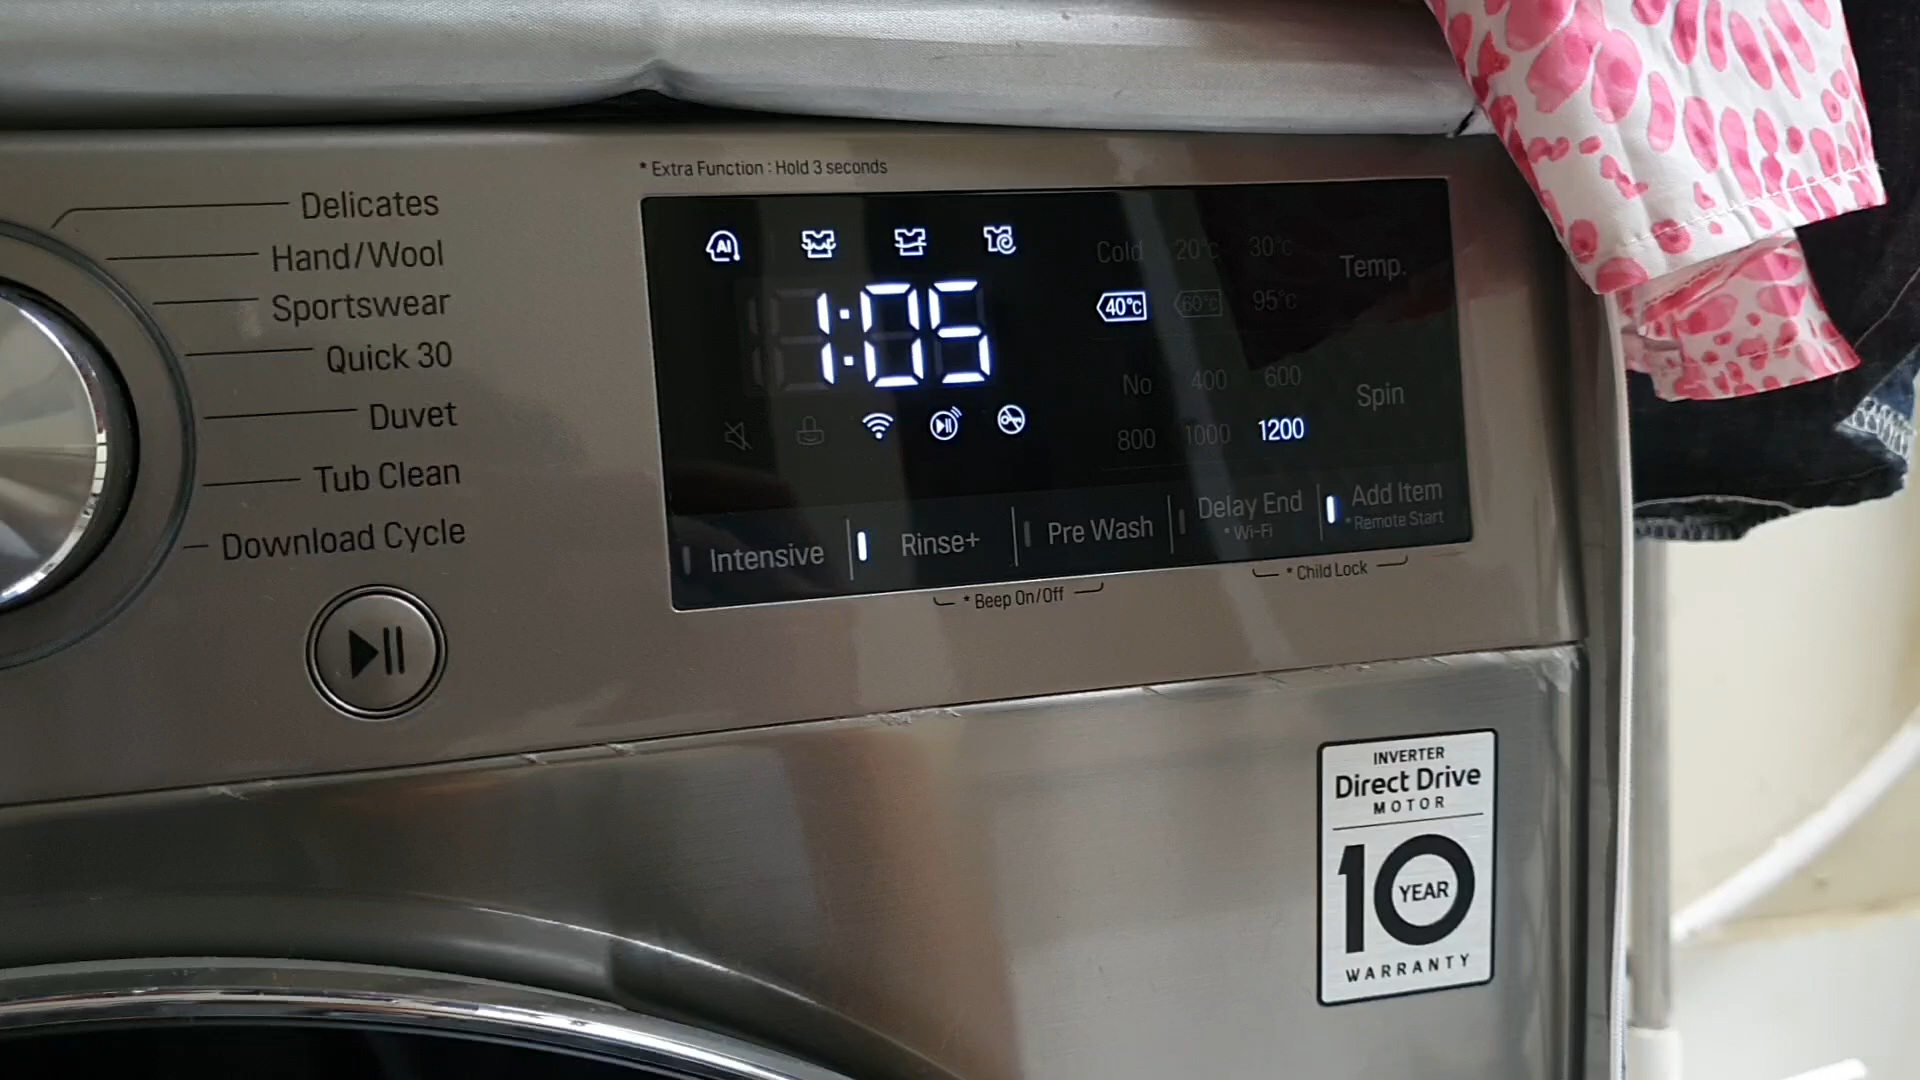 * Extra Function : Hold 3 seconds
Delicates
Hand/Wool
Sportswear
Quick 30
Duvet
Tub Clean
Download Cycle
AI
1:05
Cold 20°c 30°c
40°c 60°c 95°c
Temp.
No 400 600
800 1000 1200
Spin
Intensive
Rinse+
Pre Wash
Delay End
* Wi-Fi
Add Item
* Remote Start
* Beep On/Off
* Child Lock
INVERTER
Direct Drive
MOTOR
10
YEAR
WARRANTY